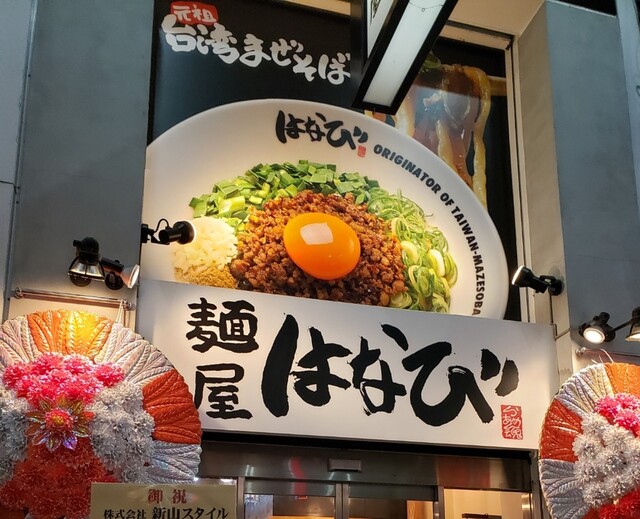 元祖
台湾まぜそば
はなび
ORIGINATOR OF TAIWAN-MAZESOBA
麺屋
はなび
御祝
株式会社 新山スタイル